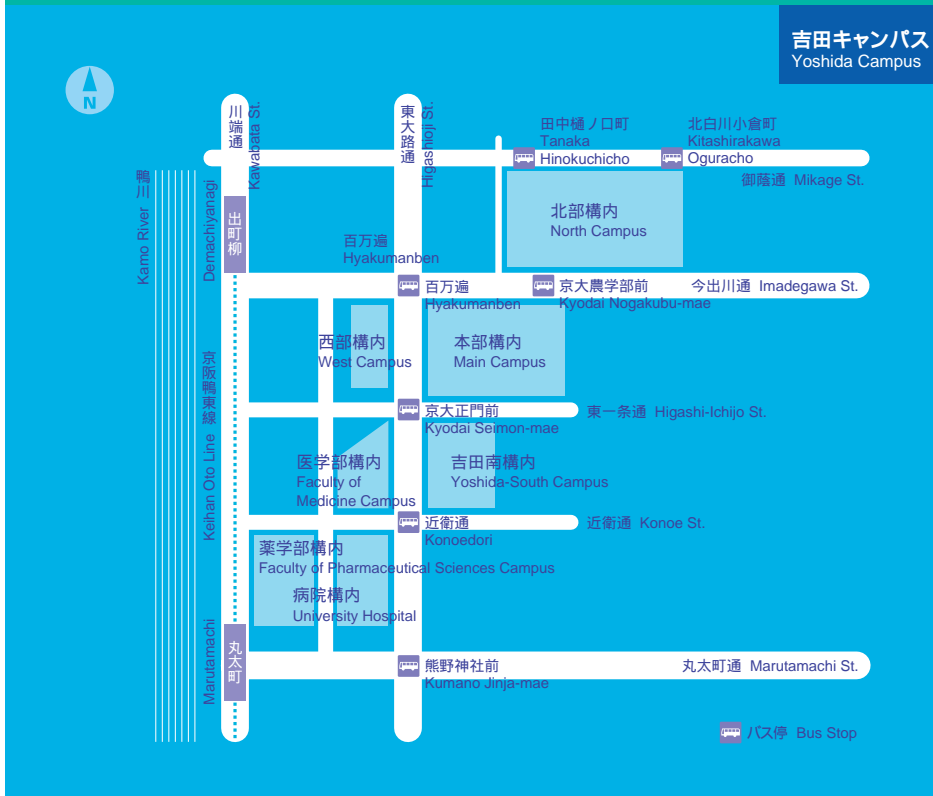 吉田キャンパス
Yoshida Campus
N
川端通
Kawabata St.
東大路通
Higashioji St.
田中樋ノ口町
Tanaka
Hinokuchicho
北白川小倉町
Kitashirakawa
Oguracho
御蔭通 Mikage St.
鴨川
Kamo River
Demachiyanagi
出町柳
北部構内
North Campus
百万遍
Hyakumanben
百万遍
Hyakumanben
京大農学部前
Kyodai Nogakubu-mae
今出川通 Imadegawa St.
西部構内
West Campus
本部構内
Main Campus
京阪鴨東線
Keihan Oto Line
京大正門前
Kyodai Seimon-mae
東一条通 Higashi-Ichijo St.
医学部構内
Faculty of
Medicine Campus
吉田南構内
Yoshida-South Campus
近衛通
Konoedori
近衛通 Konoe St.
薬学部構内
Faculty of Pharmaceutical Sciences Campus
病院構内
University Hospital
Marutamachi
丸太町
熊野神社前
Kumano Jinja-mae
丸太町通 Marutamachi St.
バス停 Bus Stop